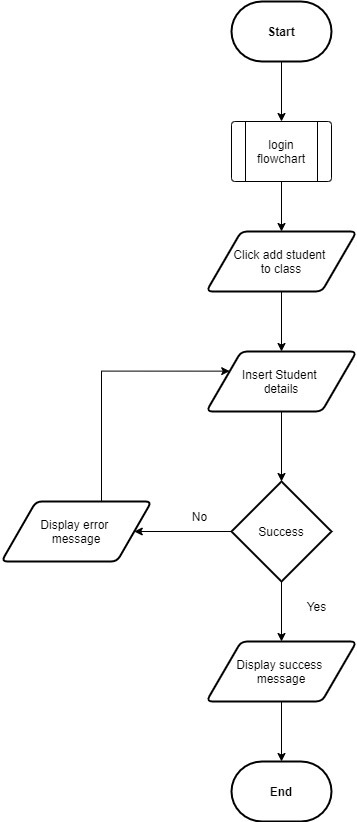 Start
login
flowchart
Click add student
to class
Insert Student
details
No
Success
Display error
message
Yes
Display success
message
End